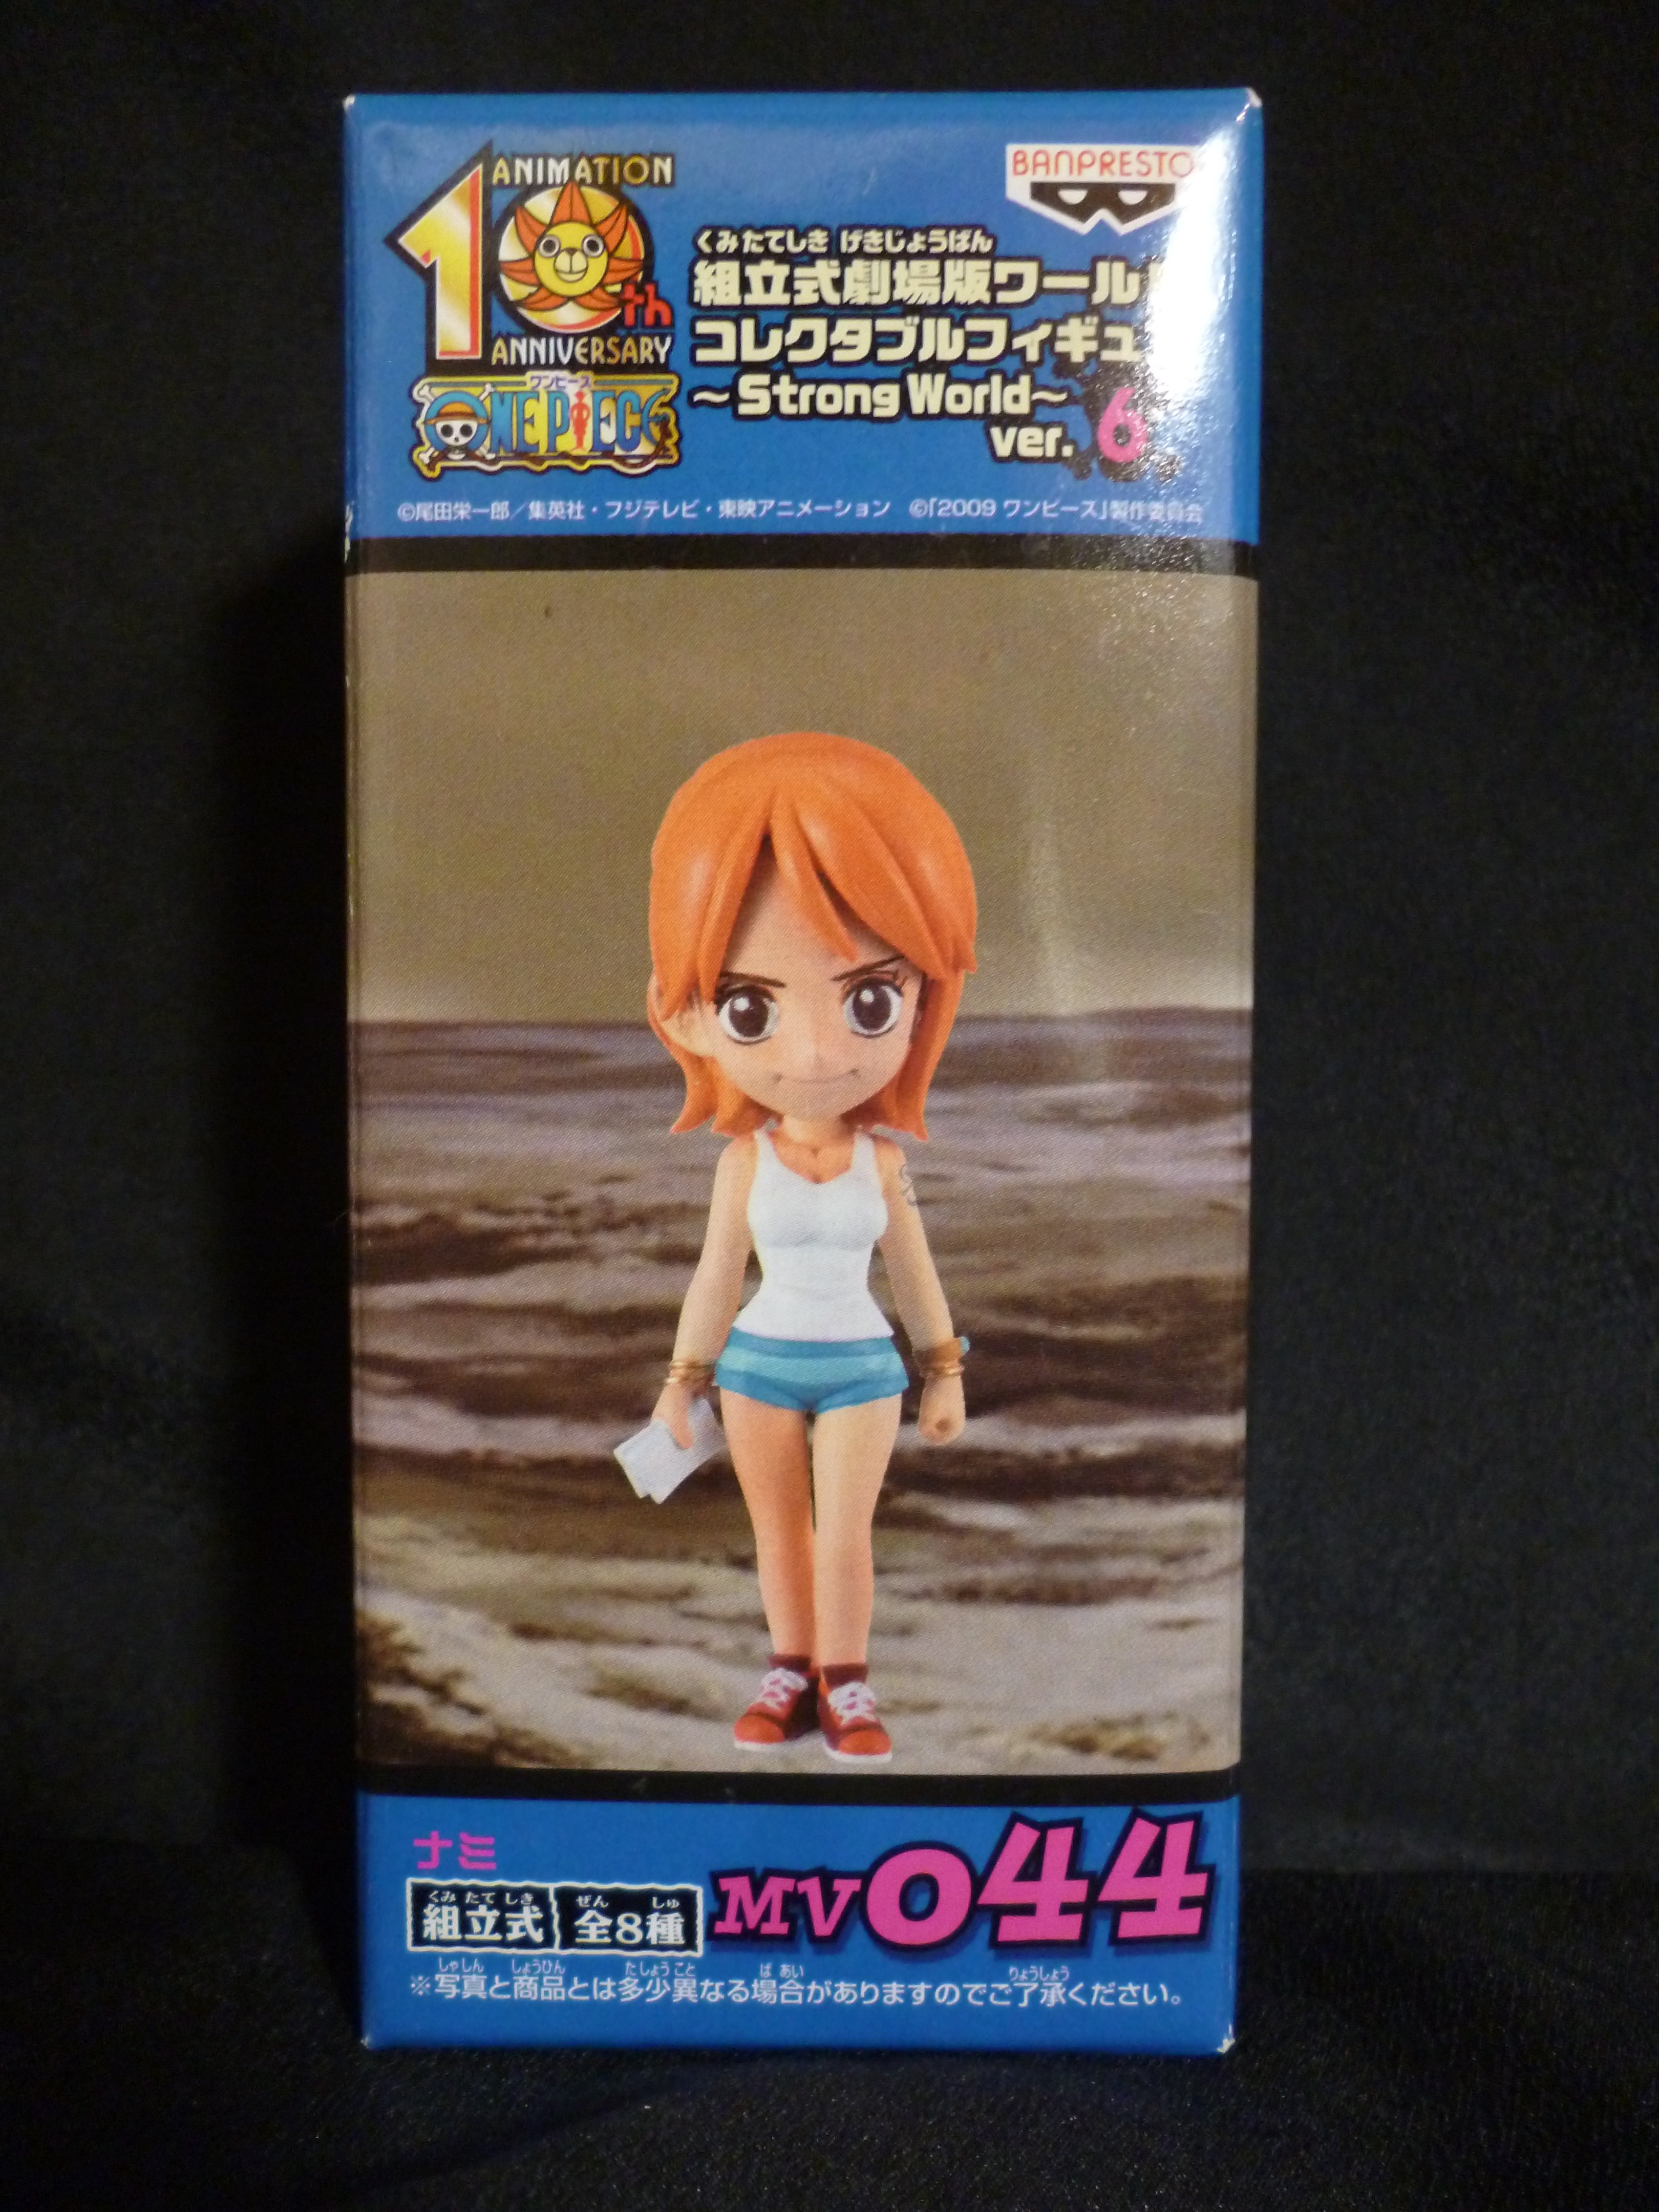 ANIMATION
10th
ANNIVERSARY
ワンピース
ONE PIECE
BANPRESTO
くみたてしき げきじょうばん
組立式劇場版ワール
コレクタブルフィギュ
～Strong World～
ver. 6
©尾田栄一郎／集英社・フジテレビ・東映アニメーション ©「2009 ワンピース」製作委員会
ナミ
くみ たて しき ぜん しゅ
組立式 全8種
MV044
しゃしん しょうひん たしょう こと ば あい りょうしょう
※写真と商品とは多少異なる場合がありますのでご了承ください。